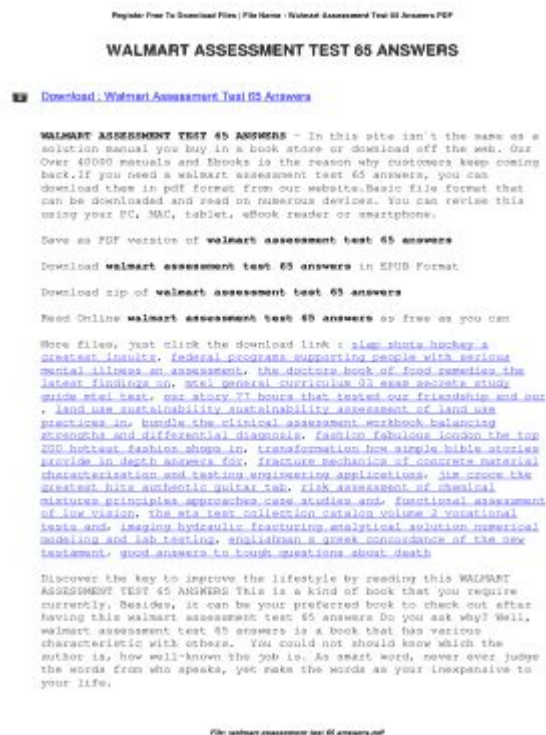 Register Free To Download Files | File Name : Walmart Assessment Test 65 Answers PDF
WALMART ASSESSMENT TEST 65 ANSWERS
Download : Walmart Assessment Test 65 Answers
WALMART ASSESSMENT TEST 65 ANSWERS - In this site isn't the same as a
solution manual you buy in a book store or download off the web. Our
Over 40000 manuals and Ebooks is the reason why customers keep coming
back.If you need a walmart assessment test 65 answers, you can
download them in pdf format from our website.Basic file format that
can be downloaded and read on numerous devices. You can revise this
using your PC, MAC, tablet, eBook reader or smartphone.
Save as PDF version of walmart assessment test 65 answers
Download walmart assessment test 65 answers in EPUB Format
Download zip of walmart assessment test 65 answers
Read Online walmart assessment test 65 answers as free as you can
More files, just click the download link : slap shots hockey s
greatest insults, federal programs supporting people with serious
mental illness an assessment, the doctors book of food remedies the
latest findings on, mtel general curriculum 03 exam secrets study
guide mtel test, our story 77 hours that tested our friendship and our
, land use sustainability sustainability assessment of land use
practices in, bundle the clinical assessment workbook balancing
strengths and differential diagnosis, fashion fabulous london the top
200 hottest fashion shops in, transformation how simple bible stories
provide in depth answers for, fracture mechanics of concrete material
characterization and testing engineering applications, jim croce the
greatest hits authentic guitar tab, risk assessment of chemical
mixtures principles approaches case studies and, functional assessment
of low vision, the ets test collection catalog volume 2 vocational
tests and, imaging hydraulic fracturing analytical solution numerical
modeling and lab testing, englishman s greek concordance of the new
testament, good answers to tough questions about death
Discover the key to improve the lifestyle by reading this WALMART
ASSESSMENT TEST 65 ANSWERS This is a kind of book that you require
currently. Besides, it can be your preferred book to check out after
having this walmart assessment test 65 answers Do you ask why? Well,
walmart assessment test 65 answers is a book that has various
characteristic with others. You could not should know which the
author is, how well-known the job is. As smart word, never ever judge
the words from who speaks, yet make the words as your inexpensive to
your life.
File: walmart assessment test 65 answers.pdf